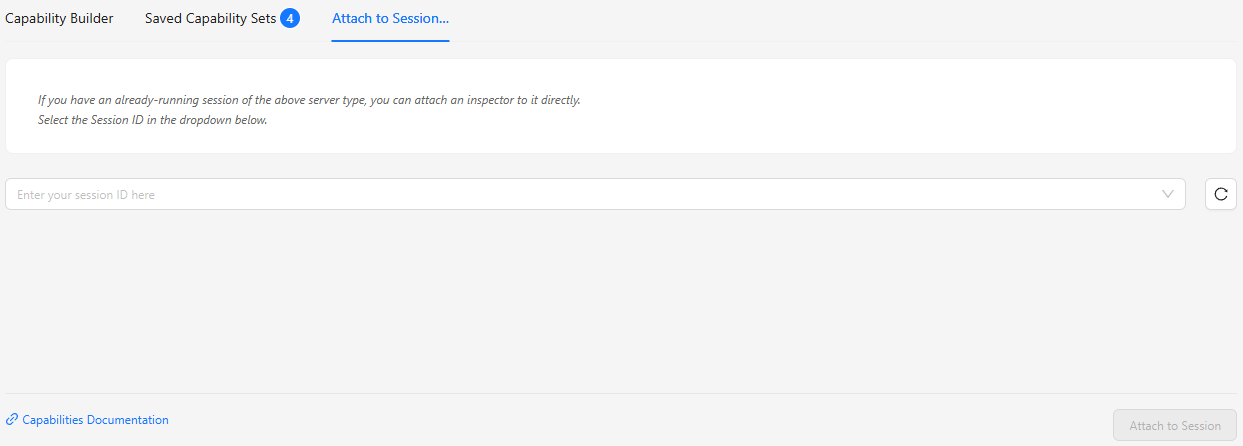 Capability Builder
Saved Capability Sets 4
Attach to Session...
If you have an already-running session of the above server type, you can attach an inspector to it directly.
Select the Session ID in the dropdown below.
Enter your session ID here
Capabilities Documentation
Attach to Session